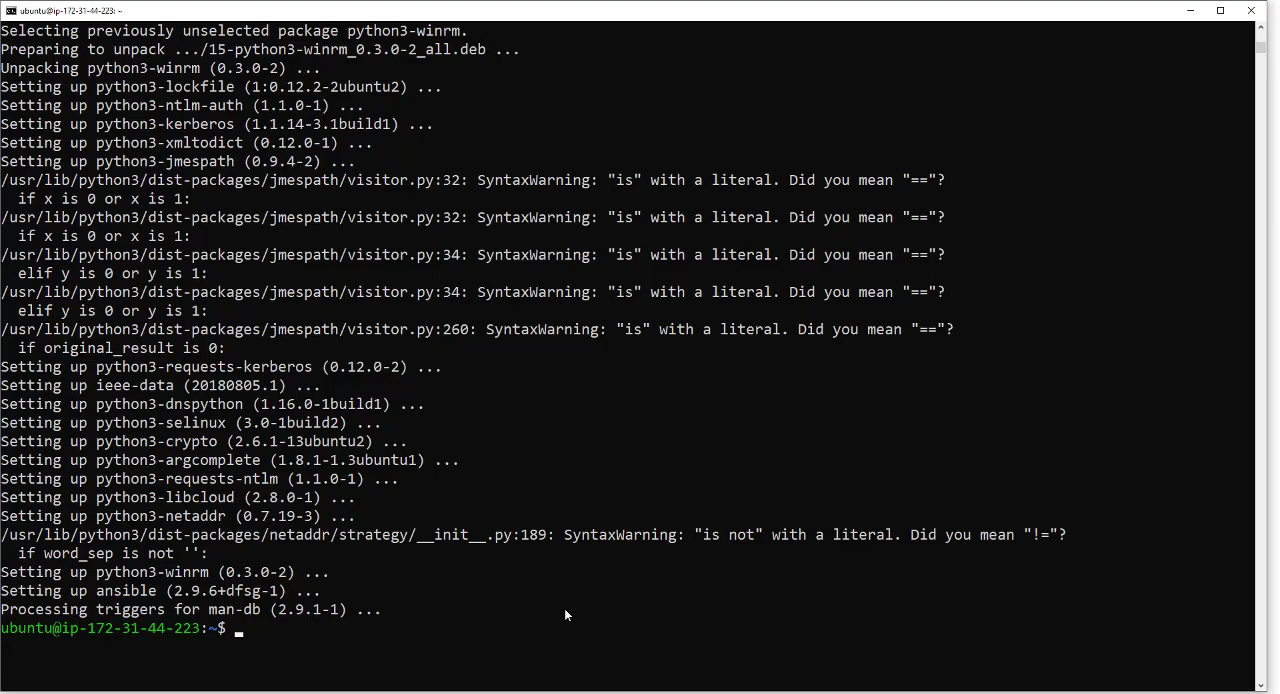 ubuntu@ip-172-31-44-223: ~
Selecting previously unselected package python3-winrm.
Preparing to unpack .../15-python3-winrm_0.3.0-2_all.deb ...
Unpacking python3-winrm (0.3.0-2) ...
Setting up python3-lockfile (1:0.12.2-2ubuntu2) ...
Setting up python3-ntlm-auth (1.1.0-1) ...
Setting up python3-kerberos (1.1.14-3.1build1) ...
Setting up python3-xmltodict (0.12.0-1) ...
Setting up python3-jmespath (0.9.4-2) ...
/usr/lib/python3/dist-packages/jmespath/visitor.py:32: SyntaxWarning: "is" with a literal. Did you mean "=="?
  if x is 0 or x is 1:
/usr/lib/python3/dist-packages/jmespath/visitor.py:32: SyntaxWarning: "is" with a literal. Did you mean "=="?
  if x is 0 or x is 1:
/usr/lib/python3/dist-packages/jmespath/visitor.py:34: SyntaxWarning: "is" with a literal. Did you mean "=="?
  elif y is 0 or y is 1:
/usr/lib/python3/dist-packages/jmespath/visitor.py:34: SyntaxWarning: "is" with a literal. Did you mean "=="?
  elif y is 0 or y is 1:
/usr/lib/python3/dist-packages/jmespath/visitor.py:260: SyntaxWarning: "is" with a literal. Did you mean "=="?
  if original_result is 0:
Setting up python3-requests-kerberos (0.12.0-2) ...
Setting up ieee-data (20180805.1) ...
Setting up python3-dnspython (1.16.0-1build1) ...
Setting up python3-selinux (3.0-1build2) ...
Setting up python3-crypto (2.6.1-13ubuntu2) ...
Setting up python3-argcomplete (1.8.1-1.3ubuntu1) ...
Setting up python3-requests-ntlm (1.1.0-1) ...
Setting up python3-libcloud (2.8.0-1) ...
Setting up python3-netaddr (0.7.19-3) ...
/usr/lib/python3/dist-packages/netaddr/strategy/__init__.py:189: SyntaxWarning: "is not" with a literal. Did you mean "!="?
  if word_sep is not '':
Setting up python3-winrm (0.3.0-2) ...
Setting up ansible (2.9.6+dfsg-1) ...
Processing triggers for man-db (2.9.1-1) ...
ubuntu@ip-172-31-44-223:~$